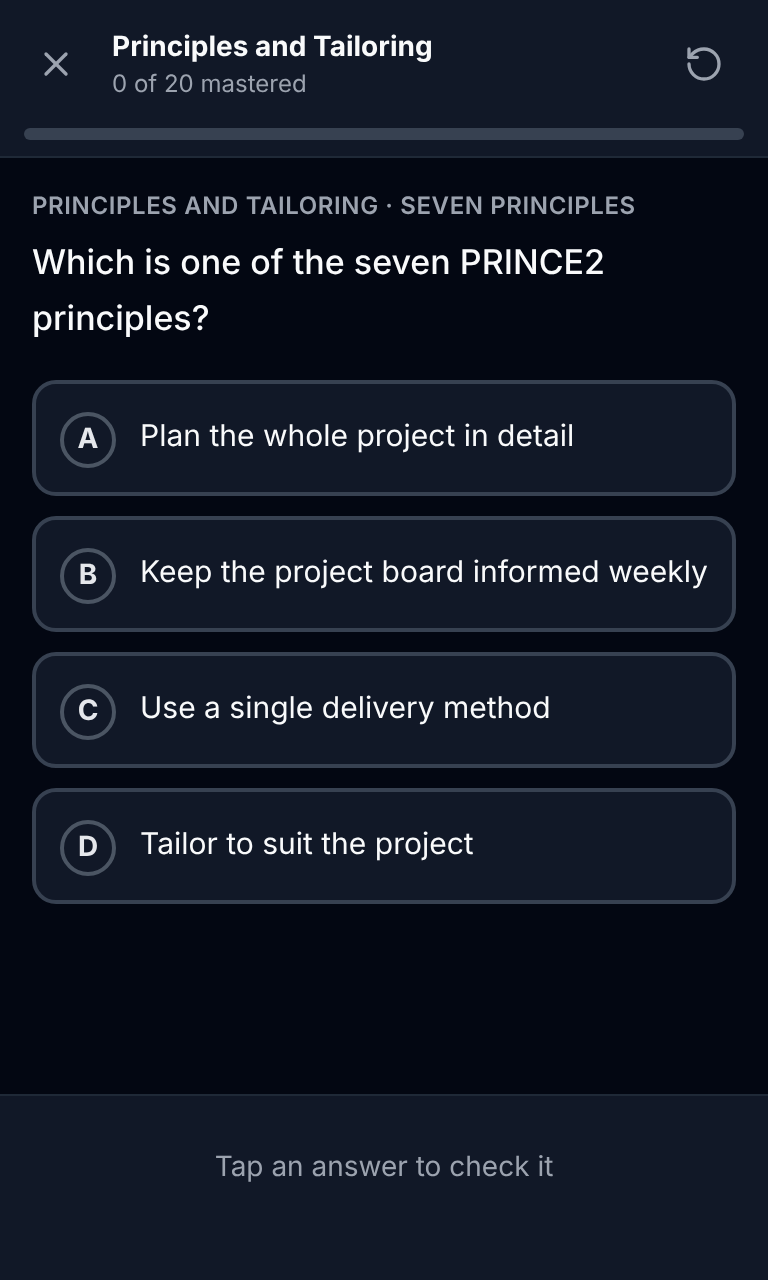 Principles and Tailoring
0 of 20 mastered
PRINCIPLES AND TAILORING · SEVEN PRINCIPLES
Which is one of the seven PRINCE2
principles?
A Plan the whole project in detail
B Keep the project board informed weekly
C Use a single delivery method
D Tailor to suit the project
Tap an answer to check it